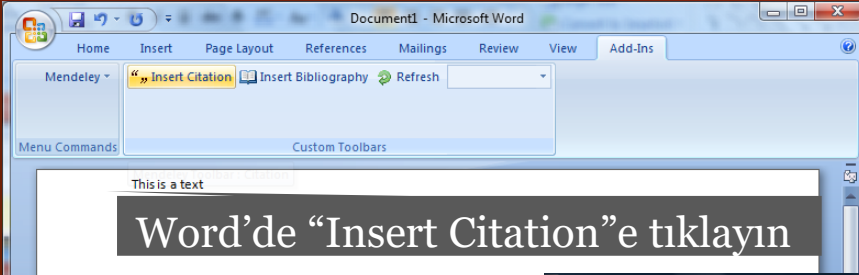 Document1 - Microsoft Word
Home Insert Page Layout References Mailings Review View Add-Ins
Mendeley “„ Insert Citation Insert Bibliography Refresh
Menu Commands Custom Toolbars
This is a text
Word’de “Insert Citation”e tıklayın